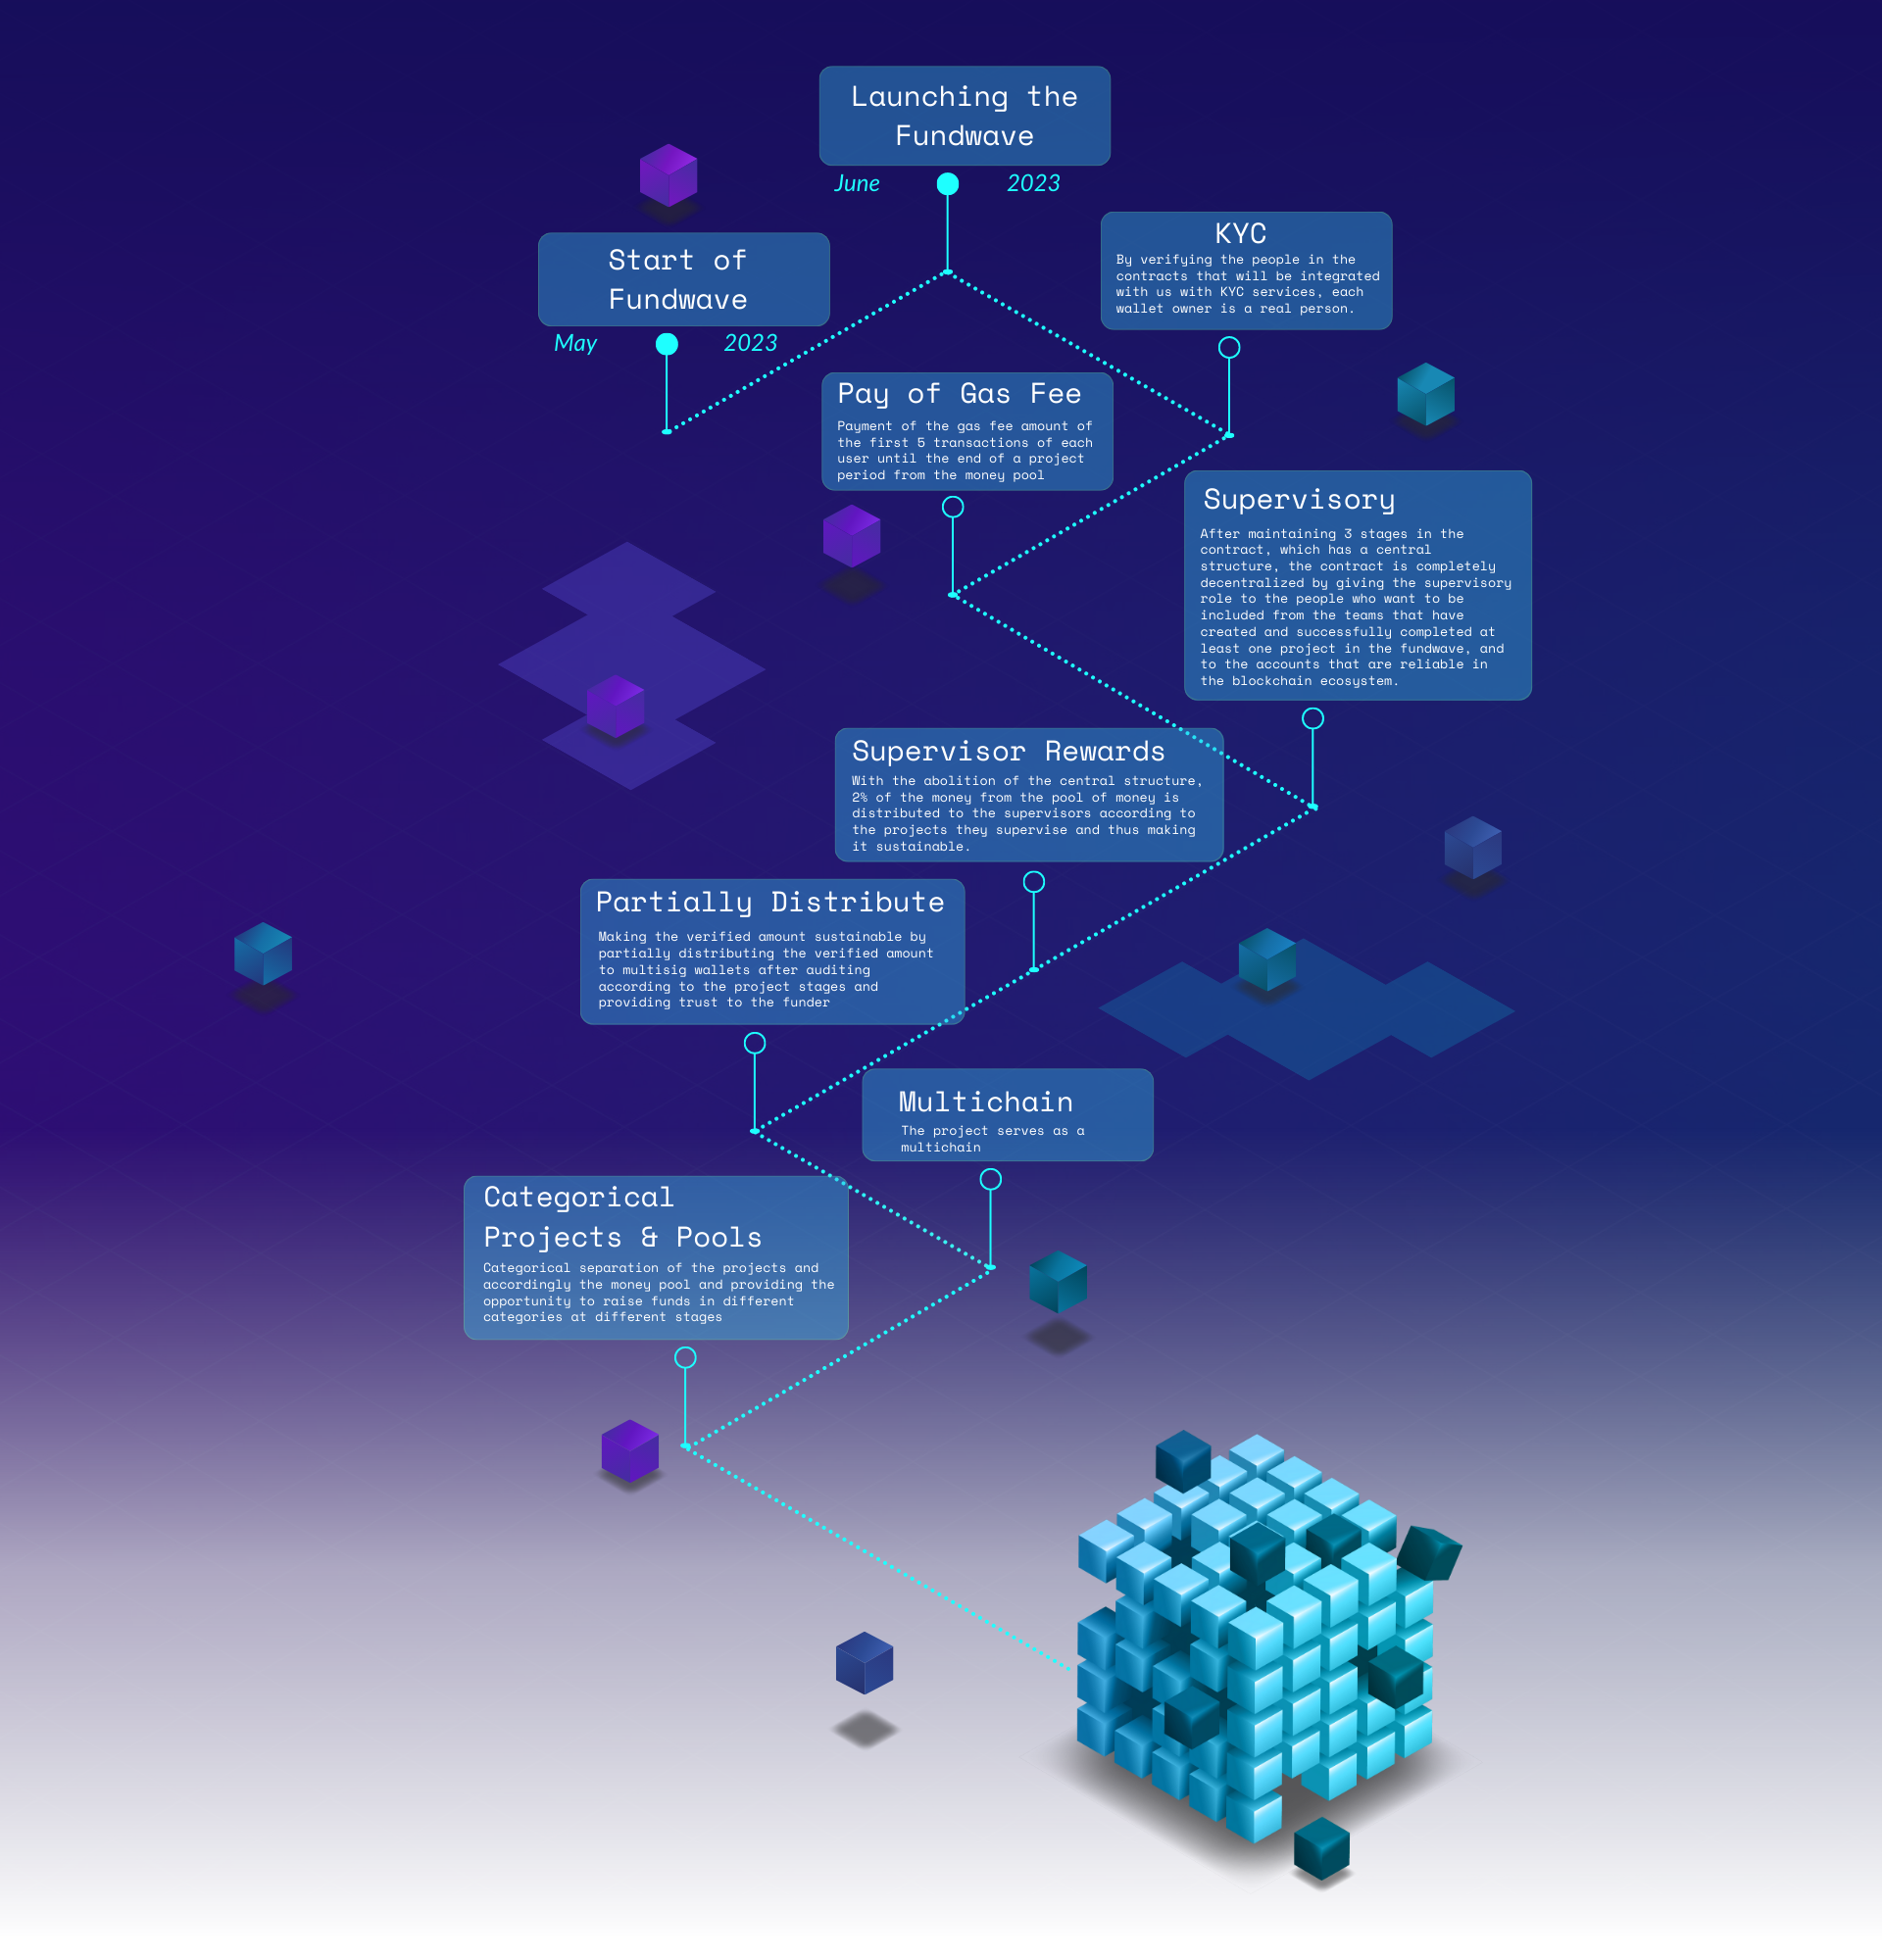 Launching the
Fundwave
June 2023
Start of
Fundwave
May 2023
KYC
By verifying the people in the
contracts that will be integrated
with us with KYC services, each
wallet owner is a real person.
Pay of Gas Fee
Payment of the gas fee amount of
the first 5 transactions of each
user until the end of a project
period from the money pool
Supervisory
After maintaining 3 stages in the
contract, which has a central
structure, the contract is completely
decentralized by giving the supervisory
role to the people who want to be
included from the teams that have
created and successfully completed at
least one project in the fundwave, and
to the accounts that are reliable in
the blockchain ecosystem.
Supervisor Rewards
With the abolition of the central structure,
2% of the money from the pool of money is
distributed to the supervisors according to
the projects they supervise and thus making
it sustainable.
Partially Distribute
Making the verified amount sustainable by
partially distributing the verified amount
to multisig wallets after auditing
according to the project stages and
providing trust to the funder
Multichain
The project serves as a
multichain
Categorical
Projects & Pools
Categorical separation of the projects and
accordingly the money pool and providing the
opportunity to raise funds in different
categories at different stages